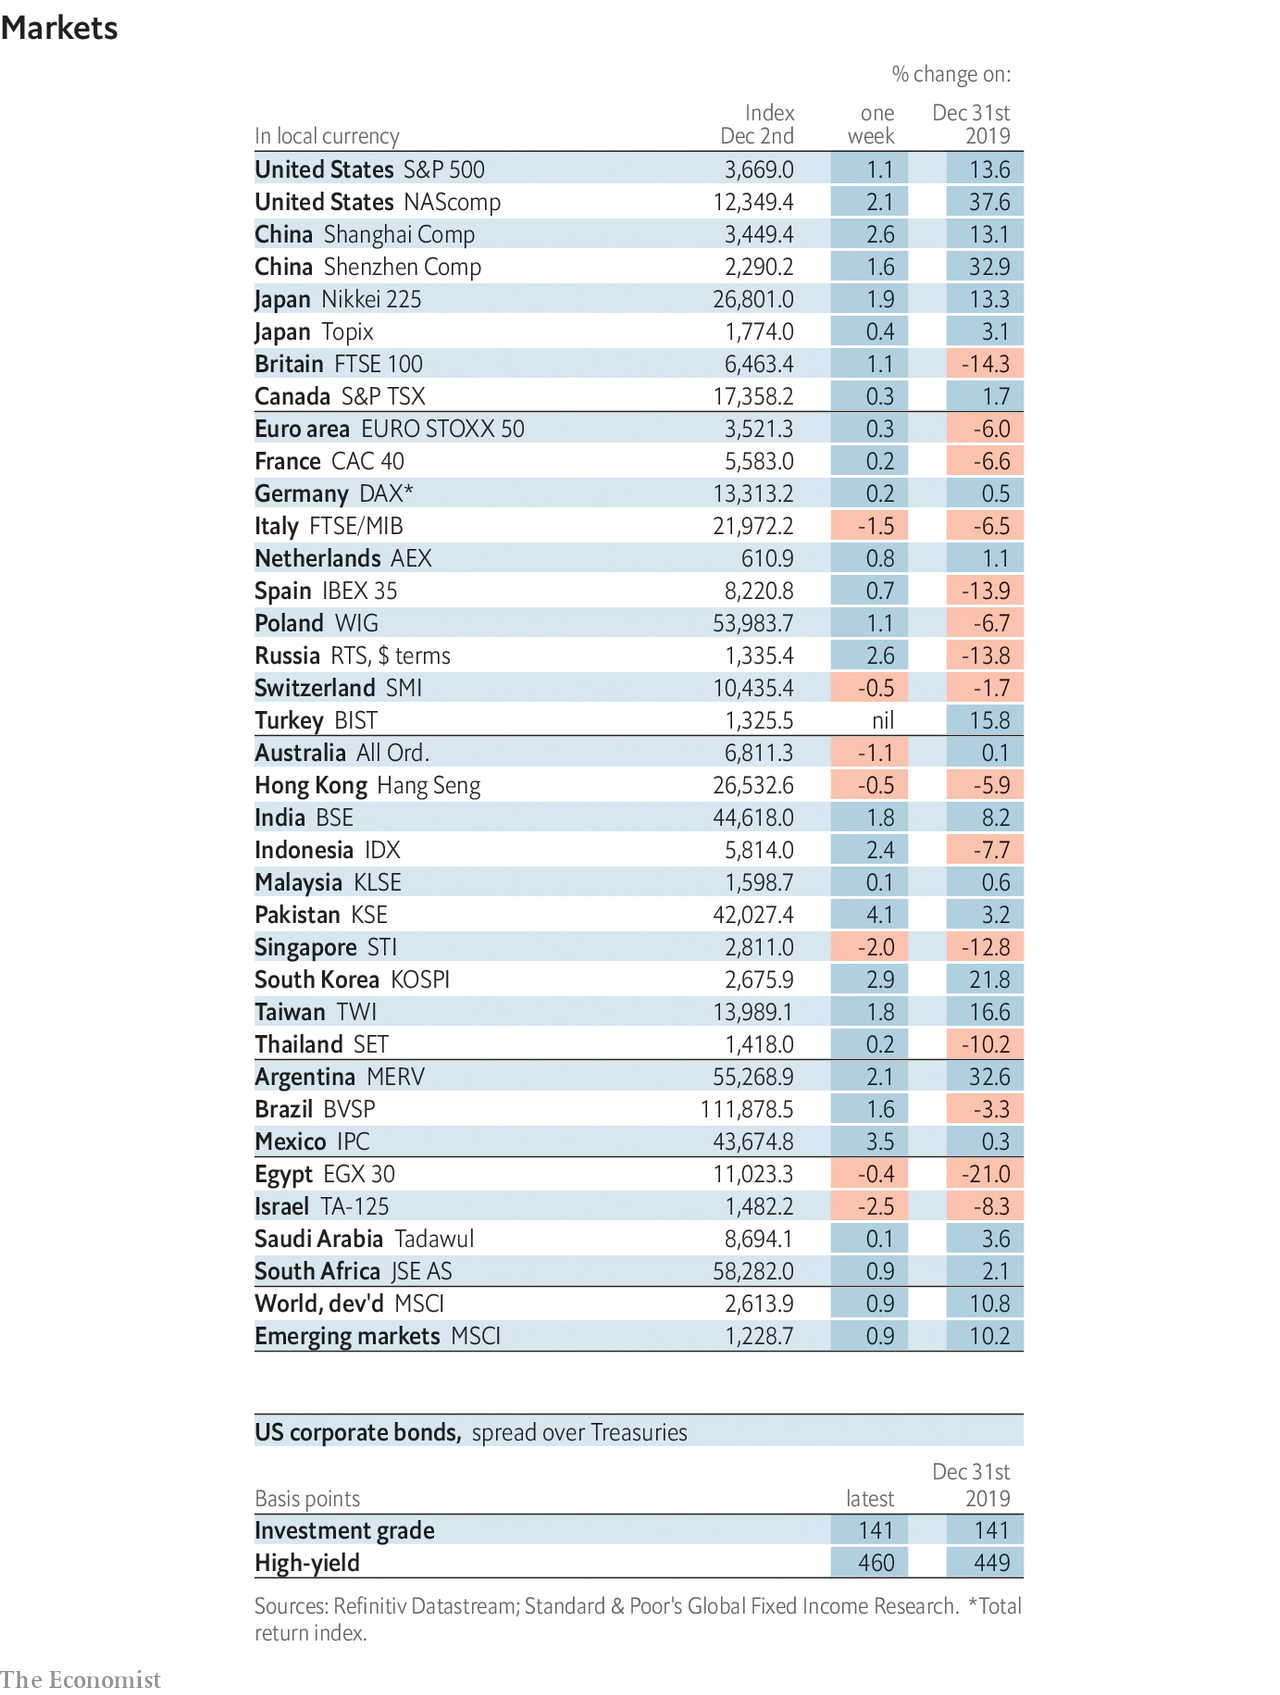 Markets
% change on:
Index one Dec 31st
In local currency Dec 2nd week 2019
United States S&P 500 3,669.0 1.1 13.6
United States NAScomp 12,349.4 2.1 37.6
China Shanghai Comp 3,449.4 2.6 13.1
China Shenzhen Comp 2,290.2 1.6 32.9
Japan Nikkei 225 26,801.0 1.9 13.3
Japan Topix 1,774.0 0.4 3.1
Britain FTSE 100 6,463.4 1.1 -14.3
Canada S&P TSX 17,358.2 0.3 1.7
Euro area EURO STOXX 50 3,521.3 0.3 -6.0
France CAC 40 5,583.0 0.2 -6.6
Germany DAX* 13,313.2 0.2 0.5
Italy FTSE/MIB 21,972.2 -1.5 -6.5
Netherlands AEX 610.9 0.8 1.1
Spain IBEX 35 8,220.8 0.7 -13.9
Poland WIG 53,983.7 1.1 -6.7
Russia RTS, $ terms 1,335.4 2.6 -13.8
Switzerland SMI 10,435.4 -0.5 -1.7
Turkey BIST 1,325.5 nil 15.8
Australia All Ord. 6,811.3 -1.1 0.1
Hong Kong Hang Seng 26,532.6 -0.5 -5.9
India BSE 44,618.0 1.8 8.2
Indonesia IDX 5,814.0 2.4 -7.7
Malaysia KLSE 1,598.7 0.1 0.6
Pakistan KSE 42,027.4 4.1 3.2
Singapore STI 2,811.0 -2.0 -12.8
South Korea KOSPI 2,675.9 2.9 21.8
Taiwan TWI 13,989.1 1.8 16.6
Thailand SET 1,418.0 0.2 -10.2
Argentina MERV 55,268.9 2.1 32.6
Brazil BVSP 111,878.5 1.6 -3.3
Mexico IPC 43,674.8 3.5 0.3
Egypt EGX 30 11,023.3 -0.4 -21.0
Israel TA-125 1,482.2 -2.5 -8.3
Saudi Arabia Tadawul 8,694.1 0.1 3.6
South Africa JSE AS 58,282.0 0.9 2.1
World, dev'd MSCI 2,613.9 0.9 10.8
Emerging markets MSCI 1,228.7 0.9 10.2
US corporate bonds, spread over Treasuries
Dec 31st
Basis points latest 2019
Investment grade 141 141
High-yield 460 449
Sources: Refinitiv Datastream; Standard & Poor's Global Fixed Income Research. *Total
return index.
The Economist